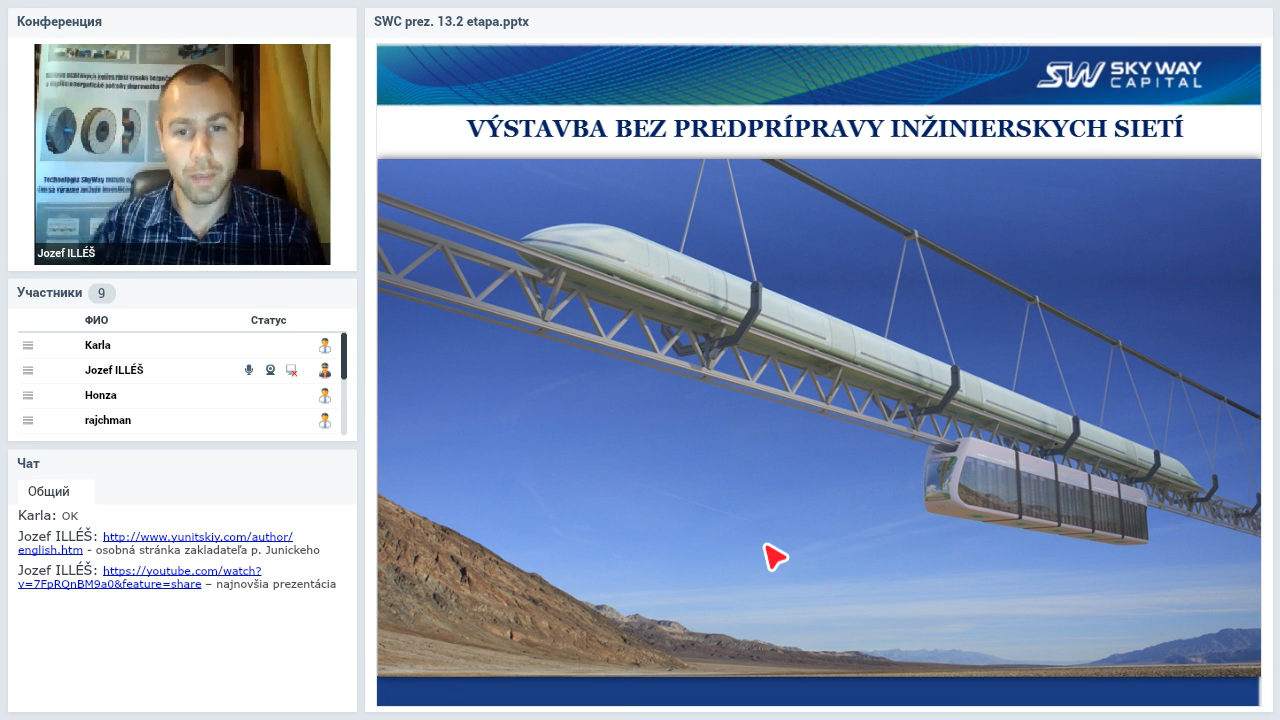 Конференция
Jozef ILLÉŠ
Участники 9
ФИО Статус
Karla
Jozef ILLÉŠ
Honza
rajchman
Чат
Общий
Karla: OK
Jozef ILLÉŠ: http://www.yunitskiy.com/author/
english.htm - osobná stránka zakladateľa p. Junického
Jozef ILLÉŠ: https://youtube.com/watch?
v=7FpRQnBM9a0&feature=share – najnovšia prezentácia
SWC prez. 13.2 etapa.pptx
SW SKY WAY
CAPITAL
VÝSTAVBA BEZ PREDPRÍPRAVY INŽINIERSKYCH SIETÍ